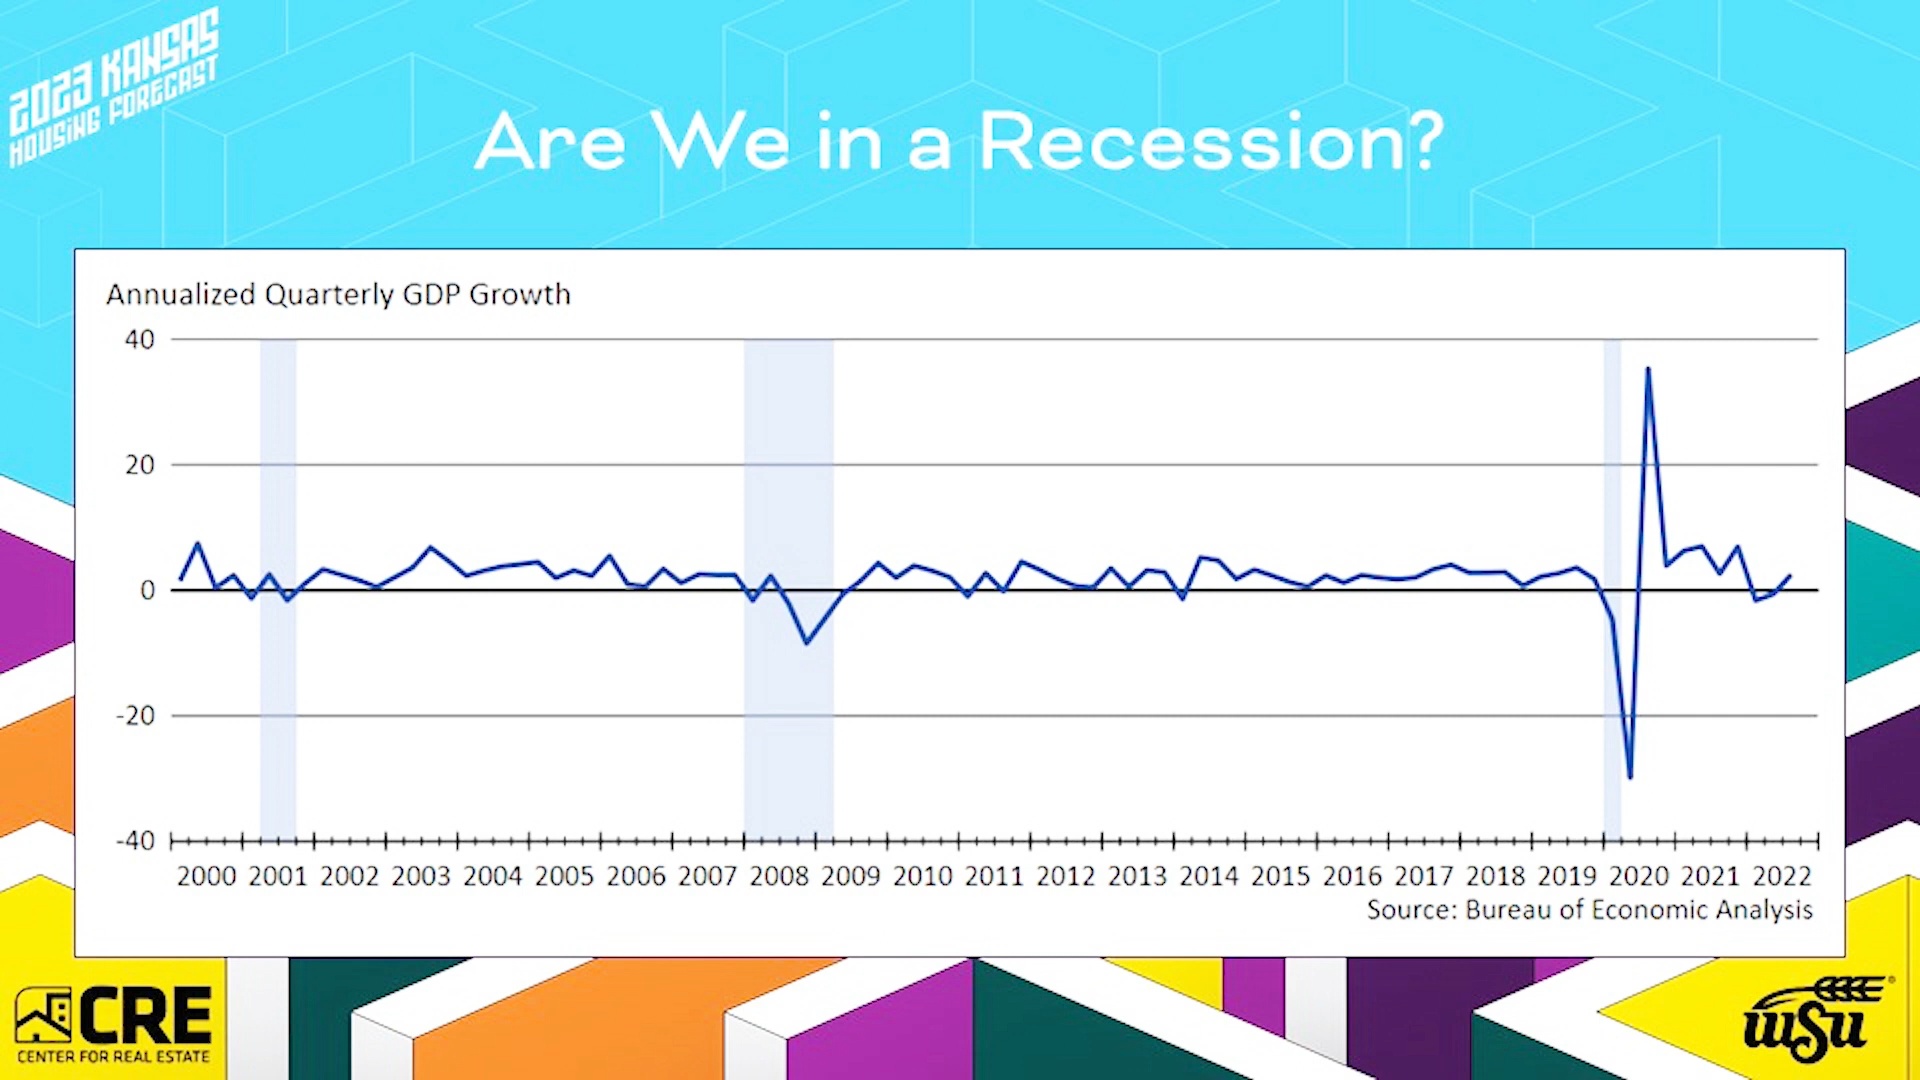 2023 KANSAS
HOUSING FORECAST
Are We in a Recession?
Annualized Quarterly GDP Growth
40
20
0
-20
-40
2000 2001 2002 2003 2004 2005 2006 2007 2008 2009 2010 2011 2012 2013 2014 2015 2016 2017 2018 2019 2020 2021 2022
Source: Bureau of Economic Analysis
CRE
CENTER FOR REAL ESTATE
WSU